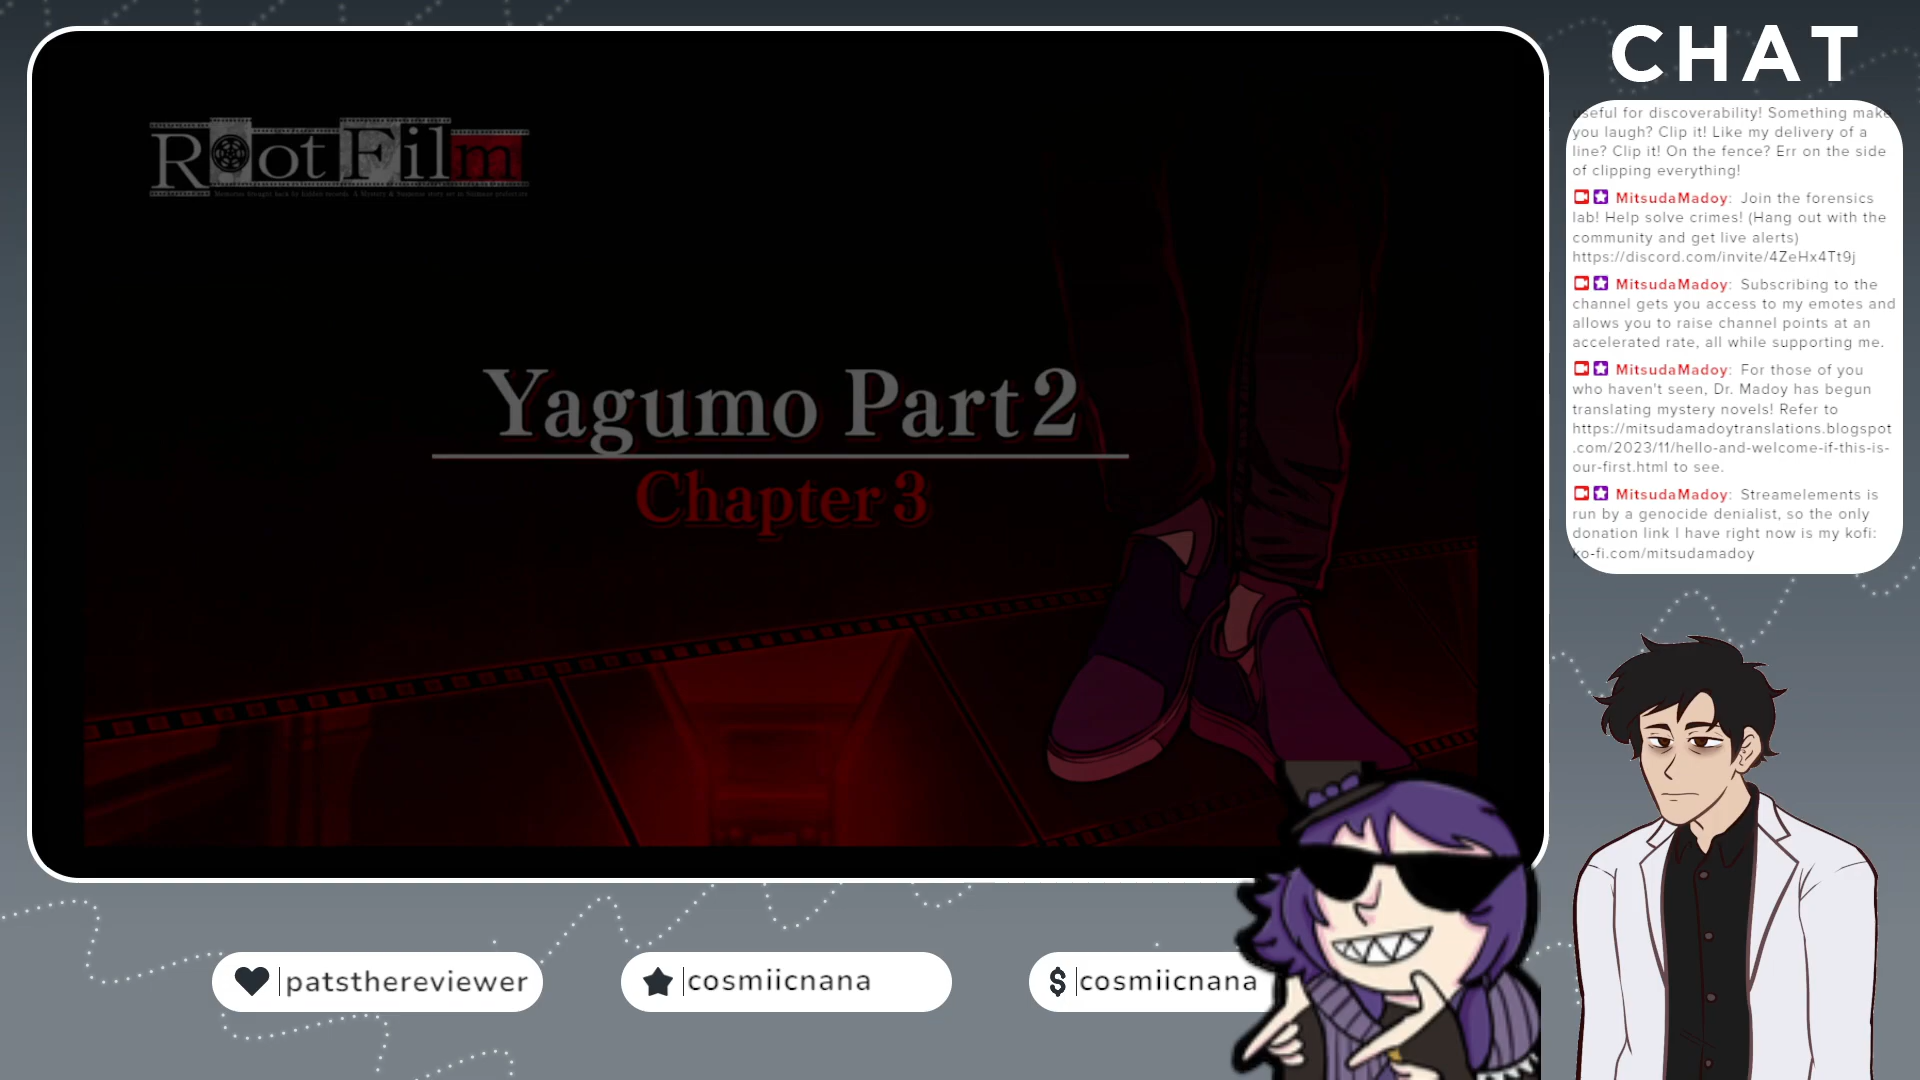 Root Film
Yagumo Part 2
Chapter 3
CHAT
useful for discoverability! Something make
you laugh? Clip it! Like my delivery of a
line? Clip it! On the fence? Err on the side
of clipping everything!
MitsudaMadoy: Join the forensics
lab! Help solve crimes! (Hang out with the
community and get live alerts)
https://discord.com/invite/4ZeHx4Tt9j
MitsudaMadoy: Subscribing to the
channel gets you access to my emotes and
allows you to raise channel points at an
accelerated rate, all while supporting me.
MitsudaMadoy: For those of you
who haven't seen, Dr. Madoy has begun
translating mystery novels! Refer to
https://mitsudamadoytranslations.blogspot
.com/2023/11/hello-and-welcome-if-this-is-
our-first.html to see.
MitsudaMadoy: Streamelements is
run by a genocide denialist, so the only
donation link I have right now is my kofi:
ko-fi.com/mitsudamadoy
patsthereviewer
cosmiicnana
$ cosmiicnana